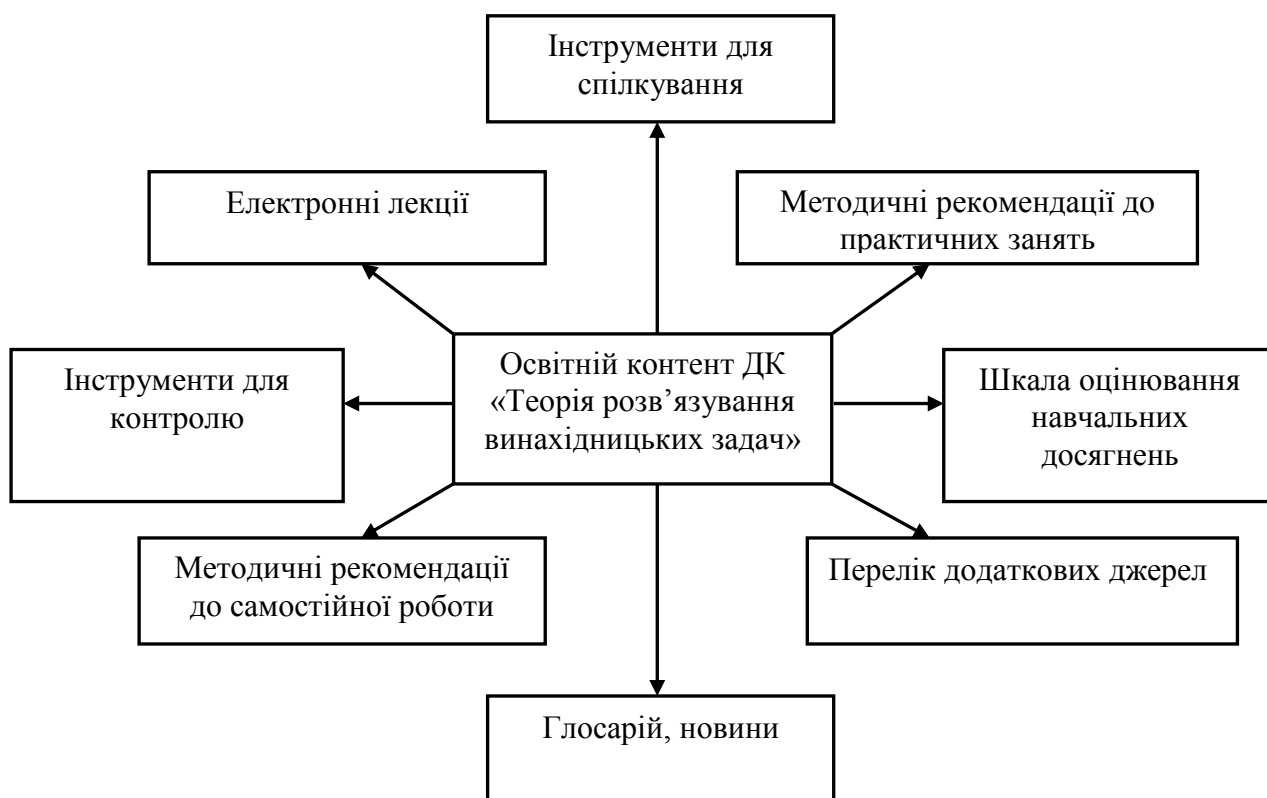 Інструменти для
спілкування
Електронні лекції
Методичні рекомендації до
практичних занять
Інструменти для
контролю
Освітній контент ДК
«Теорія розв’язування
винахідницьких задач»
Шкала оцінювання
навчальних
досягнень
Методичні рекомендації
до самостійної роботи
Перелік додаткових джерел
Глосарій, новини